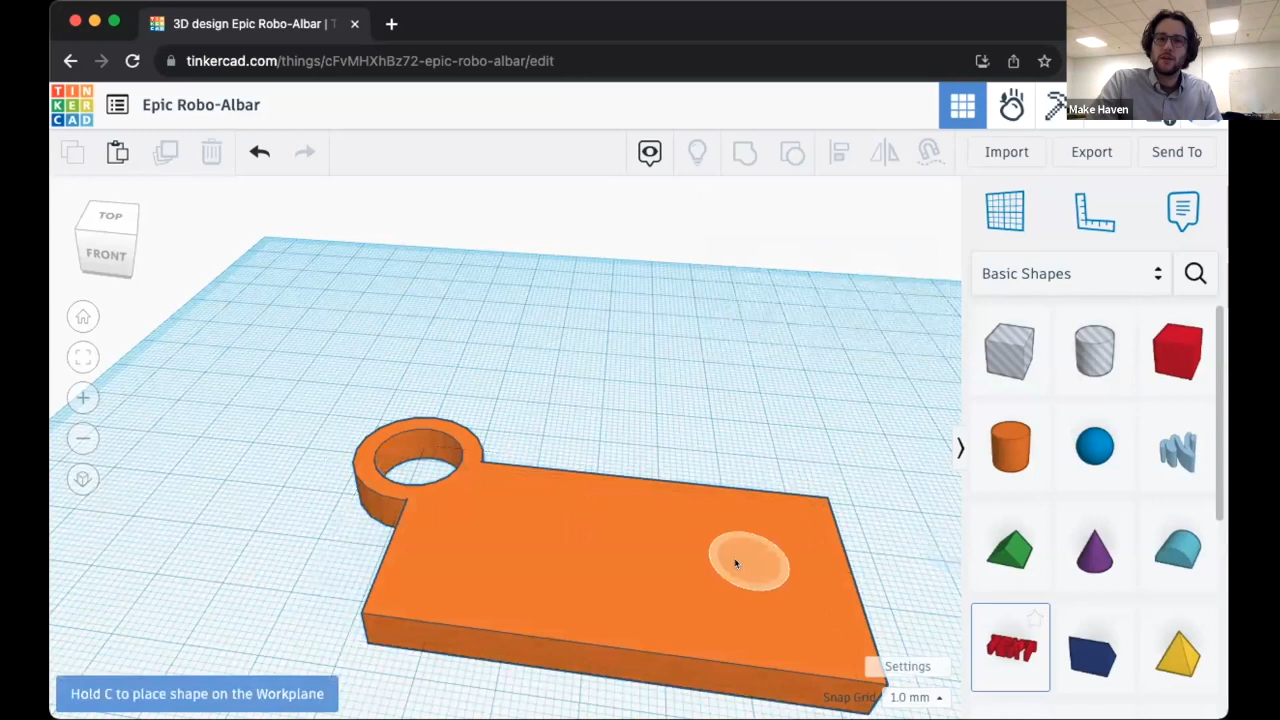 3D design Epic Robo-Albar | T
tinkercad.com/things/cFvMHXhBz72-epic-robo-albar/edit
TIN
KER
CAD
Epic Robo-Albar
Make Haven
Import
Export
Send To
TOP
FRONT
Basic Shapes
TEXT
Settings
Snap Grid 1.0 mm
Hold C to place shape on the Workplane